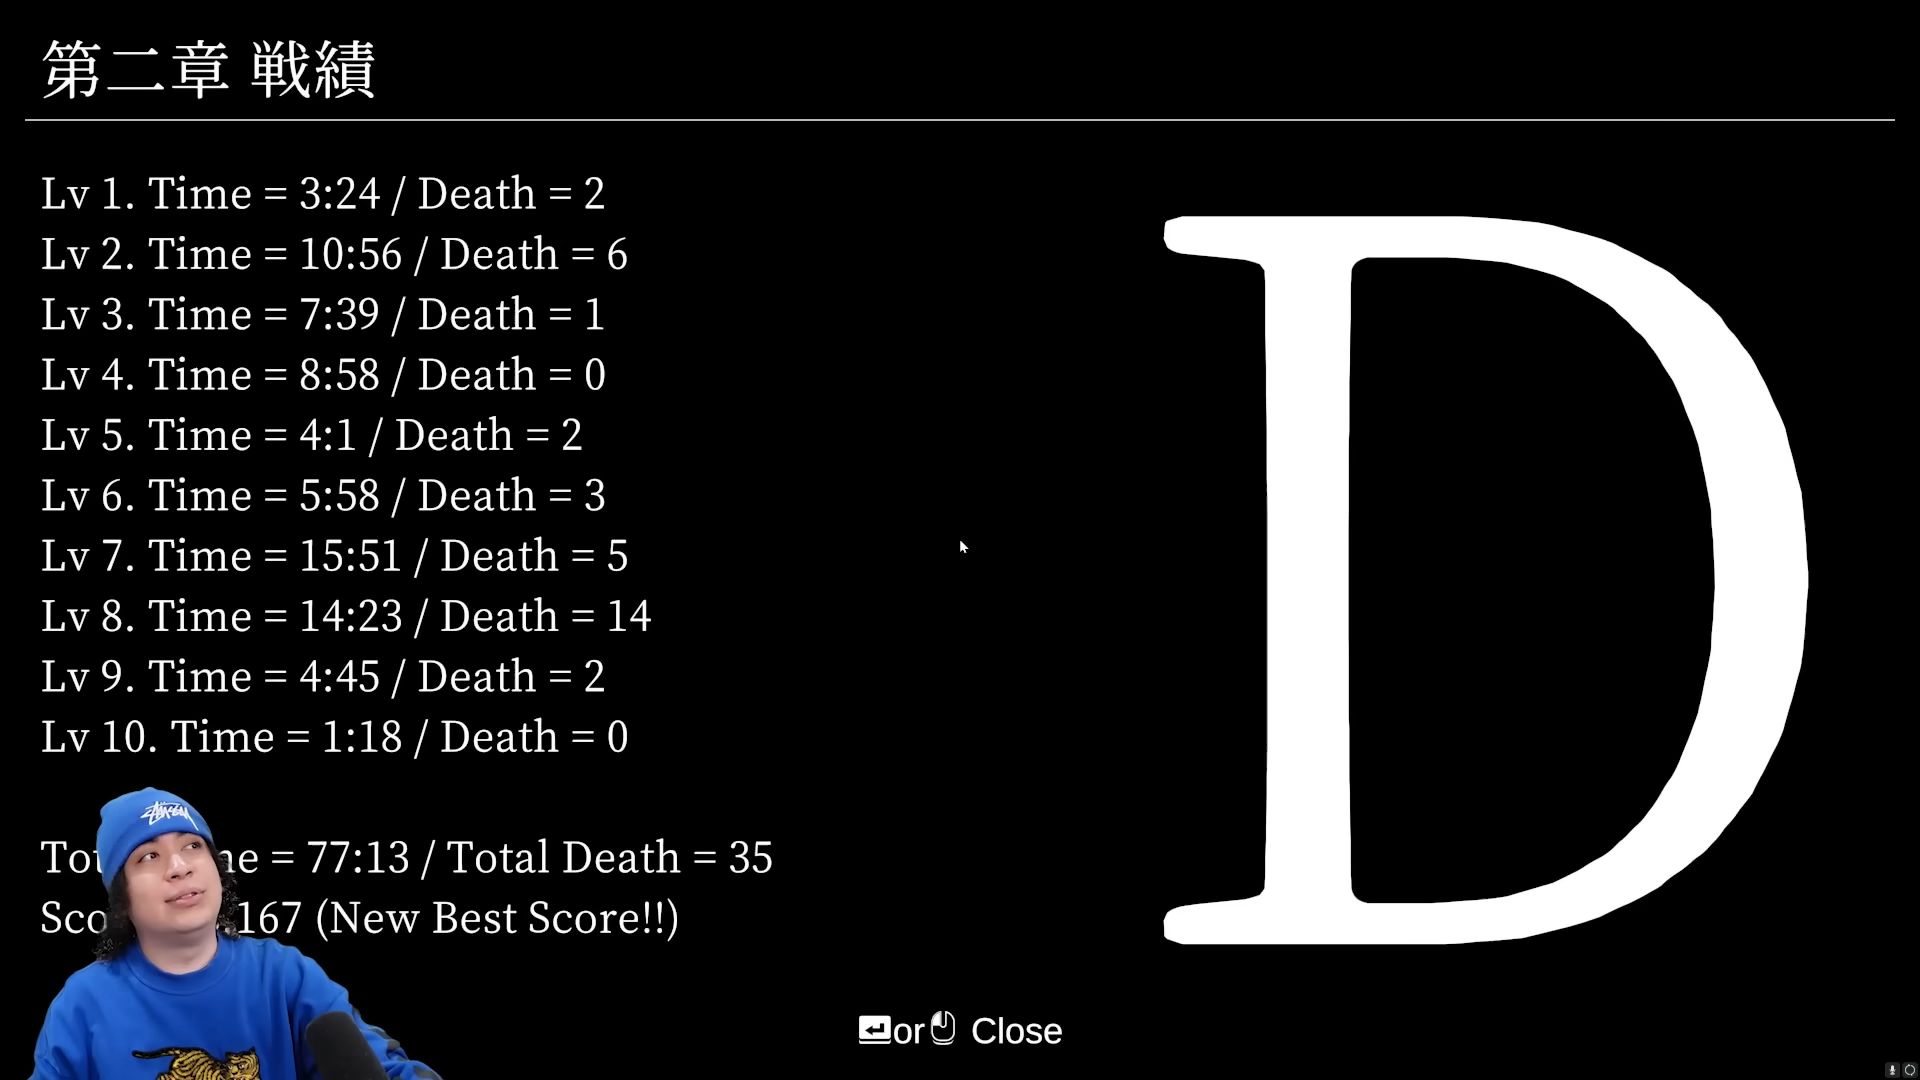 第二章 戦績
Lv 1. Time = 3:24 / Death = 2
Lv 2. Time = 10:56 / Death = 6
Lv 3. Time = 7:39 / Death = 1
Lv 4. Time = 8:58 / Death = 0
Lv 5. Time = 4:1 / Death = 2
Lv 6. Time = 5:58 / Death = 3
Lv 7. Time = 15:51 / Death = 5
Lv 8. Time = 14:23 / Death = 14
Lv 9. Time = 4:45 / Death = 2
Lv 10. Time = 1:18 / Death = 0
= 77:13 / Total Death = 35
(New Best Score!!)
D
or Close